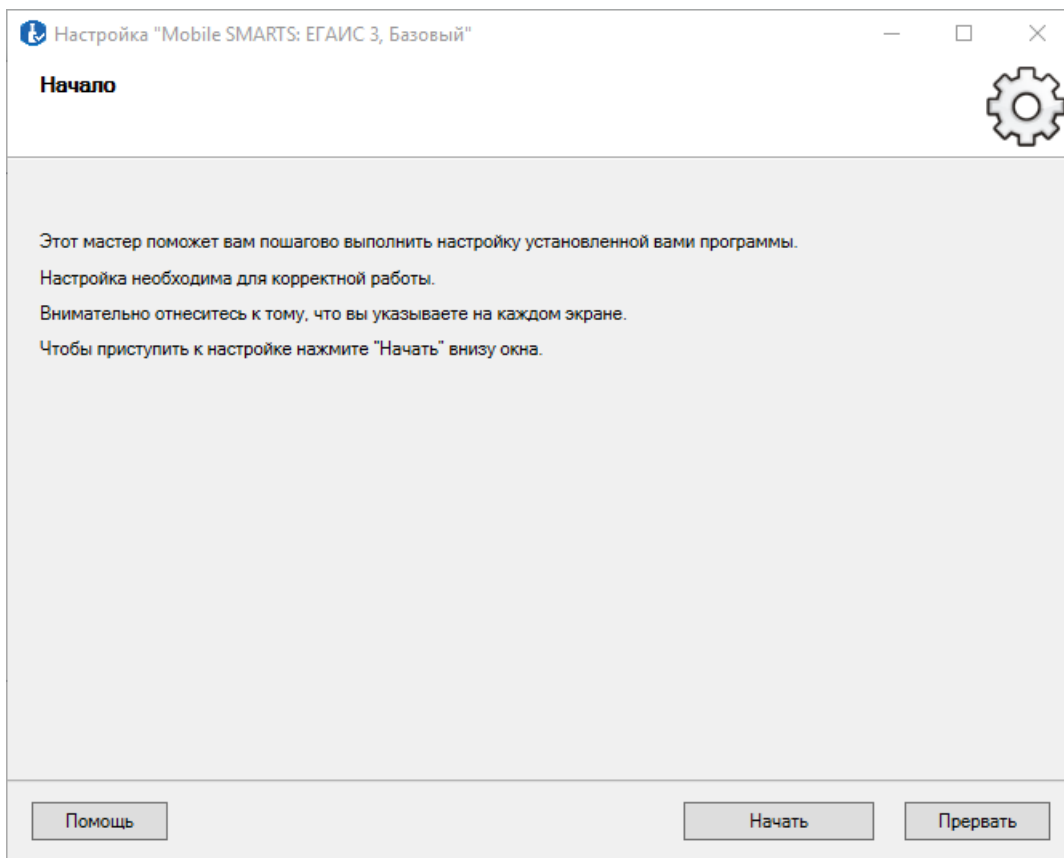 Настройка "Mobile SMARTS: ЕГАИС 3, Базовый"
Начало
Этот мастер поможет вам пошагово выполнить настройку установленной вами программы.
Настройка необходима для корректной работы.
Внимательно отнеситесь к тому, что вы указываете на каждом экране.
Чтобы приступить к настройке нажмите "Начать" внизу окна.
Помощь
Начать
Прервать